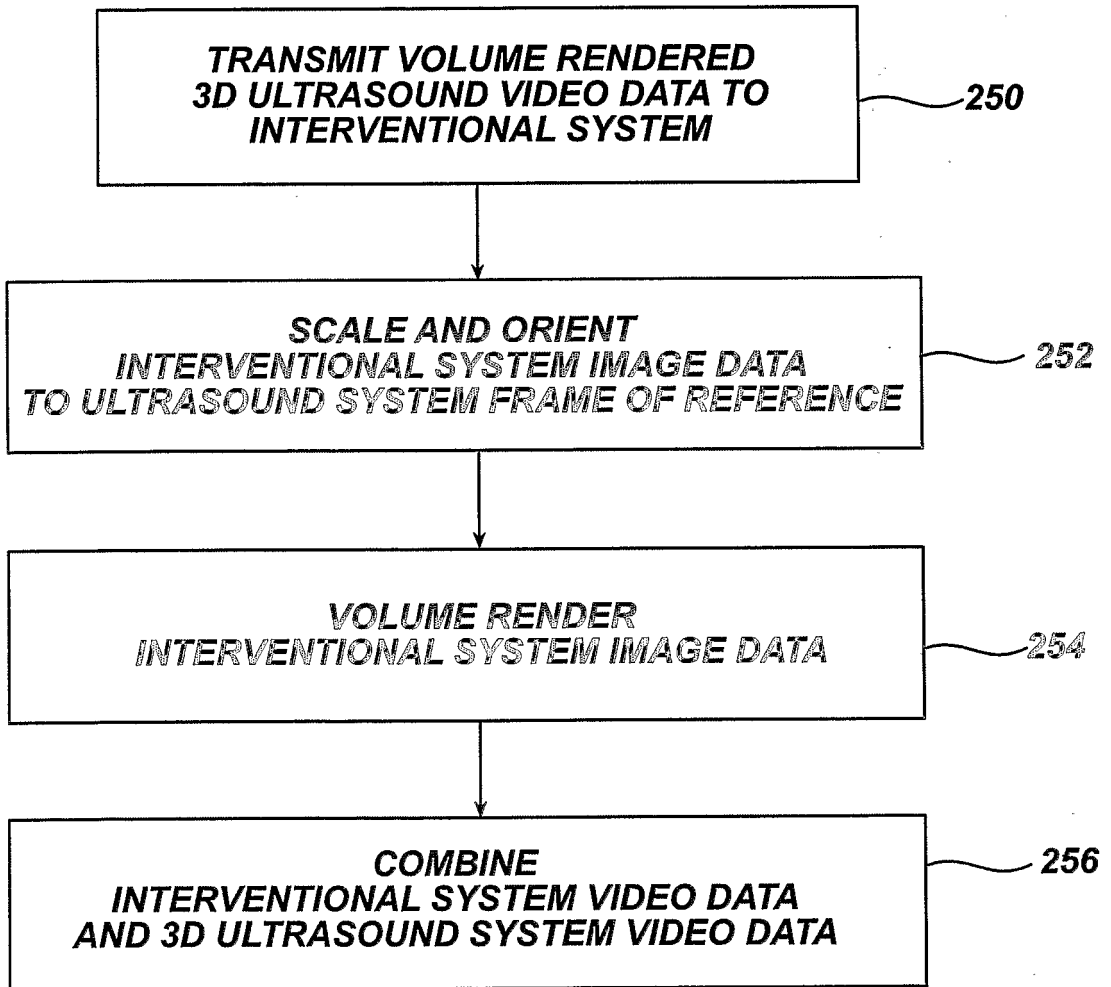 TRANSMIT VOLUME RENDERED
3D ULTRASOUND VIDEO DATA TO
INTERVENTIONAL SYSTEM
250
SCALE AND ORIENT
INTERVENTIONAL SYSTEM IMAGE DATA
TO ULTRASOUND SYSTEM FRAME OF REFERENCE
252
VOLUME RENDER
INTERVENTIONAL SYSTEM IMAGE DATA
254
COMBINE
INTERVENTIONAL SYSTEM VIDEO DATA
AND 3D ULTRASOUND SYSTEM VIDEO DATA
256